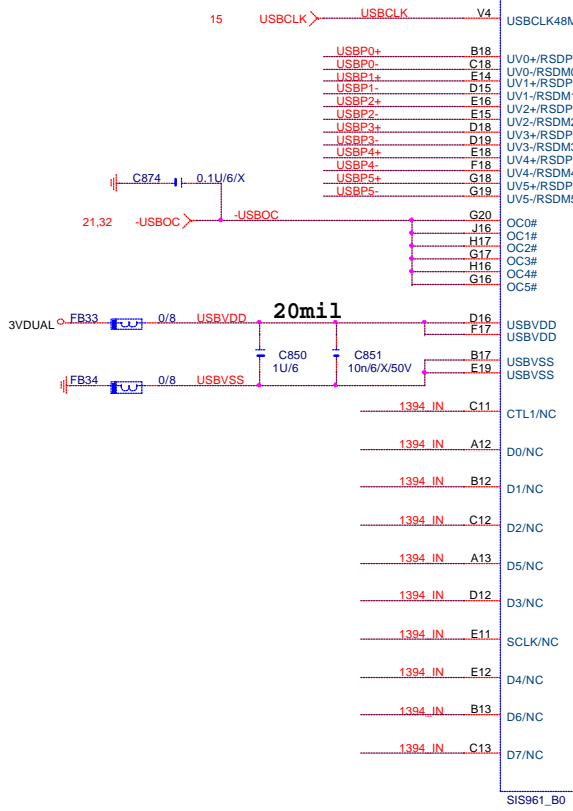 15 USBCLK USBCLK V4 USBCLK48M
USBP0+ B18 UV0+/RSDP
USBP0- C18 UV0-/RSDM0
USBP1+ E14 UV1+/RSDP
USBP1- D15 UV1-/RSDM1
USBP2+ E16 UV2+/RSDP
USBP2- E15 UV2-/RSDM2
USBP3+ D18 UV3+/RSDP
USBP3- D19 UV3-/RSDM3
USBP4+ E18 UV4+/RSDP
USBP4- F18 UV4-/RSDM4
USBP5+ G18 UV5+/RSDP
USBP5- G19 UV5-/RSDM5
C874 0.1U/6/X
21,32 -USBOC -USBOC G20 OC0#
J16 OC1#
H17 OC2#
G17 OC3#
H16 OC4#
G16 OC5#
20mil
3VDUAL FB33 0/8 USBVDD D16 USBVDD
F17 USBVDD
C850 C851
1U/6 10n/6/X/50V
B17 USBVSS
FB34 0/8 USBVSS E19 USBVSS
1394_IN C11 CTL1/NC
1394_IN A12 D0/NC
1394_IN B12 D1/NC
1394_IN C12 D2/NC
1394_IN A13 D5/NC
1394_IN D12 D3/NC
1394_IN E11 SCLK/NC
1394_IN E12 D4/NC
1394_IN B13 D6/NC
1394_IN C13 D7/NC
SIS961_B0